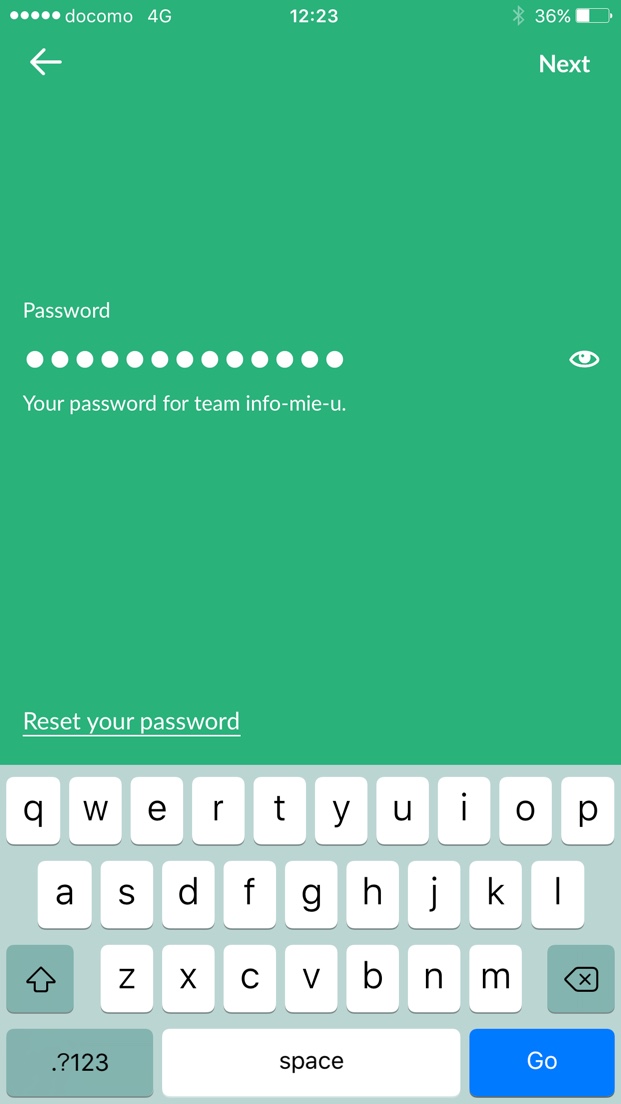 docomo 4G 12:23 36%
Next
Password
Your password for team info-mie-u.
Reset your password
q w e r t y u i o p
a s d f g h j k l
z x c v b n m
.?123 space Go